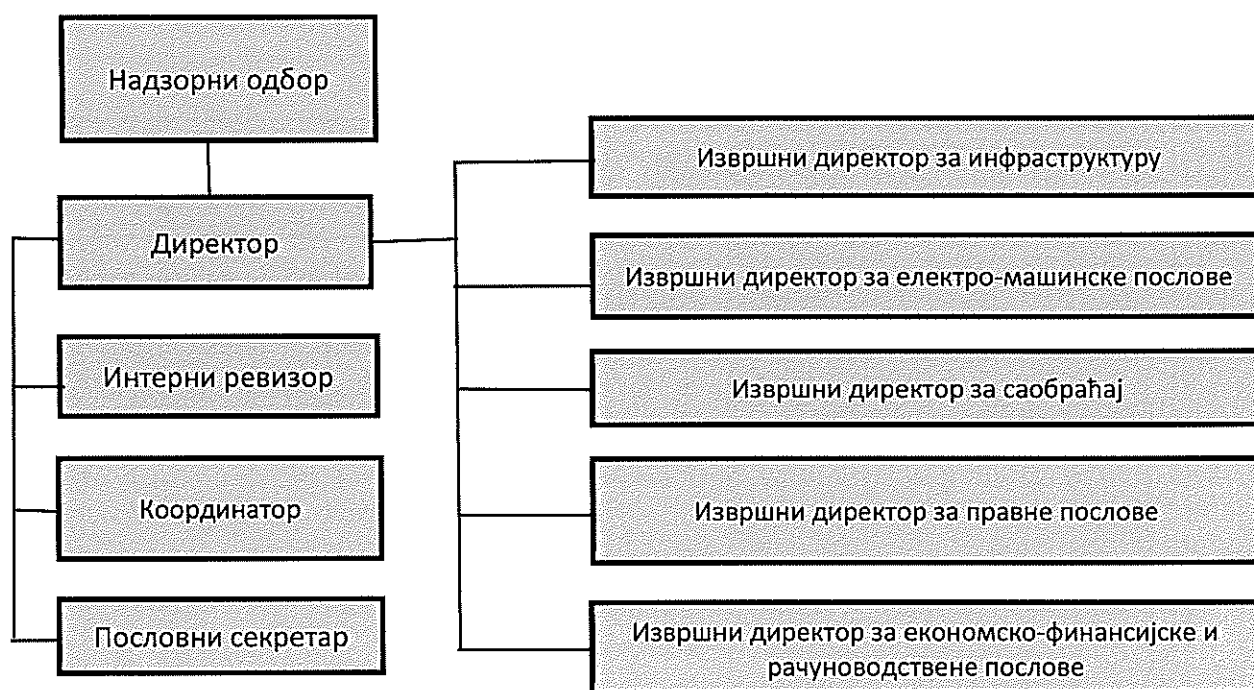 Надзорни одбор
Директор
Интерни ревизор
Координатор
Пословни секретар
Извршни директор за инфраструктуру
Извршни директор за електро-машинске послове
Извршни директор за саобраћај
Извршни директор за правне послове
Извршни директор за економско-финансијске и
рачуноводствене послове